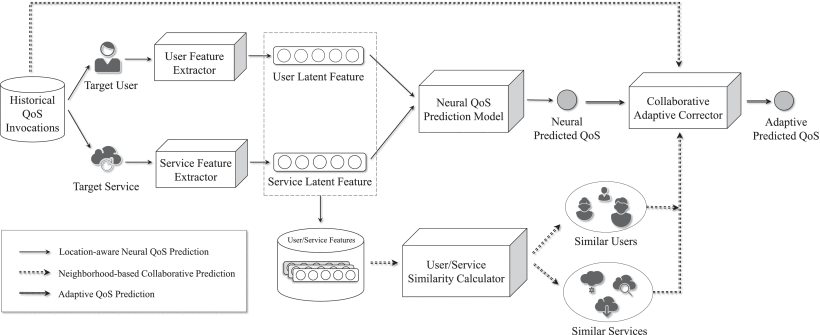 Historical
QoS
Invocations
Target User
Target Service
User Feature
Extractor
Service Feature
Extractor
User Latent Feature
Service Latent Feature
Neural QoS
Prediction Model
Neural
Predicted QoS
Collaborative
Adaptive Corrector
Adaptive
Predicted QoS
User/Service Features
User/Service
Similarity Calculator
Similar Users
Similar Services
Location-aware Neural QoS Prediction
Neighborhood-based Collaborative Prediction
Adaptive QoS Prediction